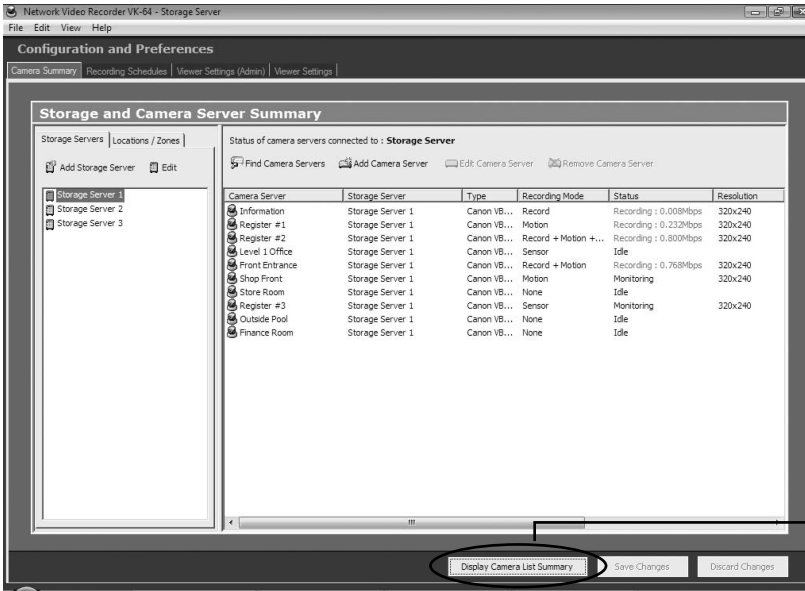 Network Video Recorder VK-64 - Storage Server
File Edit View Help
Configuration and Preferences
Camera Summary Recording Schedules Viewer Settings (Admin) Viewer Settings
Storage and Camera Server Summary
Storage Servers Locations / Zones
Status of camera servers connected to : Storage Server
Add Storage Server Edit
Find Camera Servers Add Camera Server Edit Camera Server Remove Camera Server
Storage Server 1
Storage Server 2
Storage Server 3
Camera Server Storage Server Type Recording Mode Status Resolution
Information Storage Server 1 Canon VB... Record Recording : 0.008Mbps 320x240
Register #1 Storage Server 1 Canon VB... Motion Recording : 0.232Mbps 320x240
Register #2 Storage Server 1 Canon VB... Record + Motion +... Recording : 0.800Mbps 320x240
Level 1 Office Storage Server 1 Canon VB... Sensor Idle
Front Entrance Storage Server 1 Canon VB... Record + Motion Recording : 0.768Mbps 320x240
Shop Front Storage Server 1 Canon VB... Motion Monitoring 320x240
Store Room Storage Server 1 Canon VB... None Idle
Register #3 Storage Server 1 Canon VB... Sensor Monitoring 320x240
Outside Pool Storage Server 1 Canon VB... None Idle
Finance Room Storage Server 1 Canon VB... None Idle
Display Camera List Summary Save Changes Discard Changes